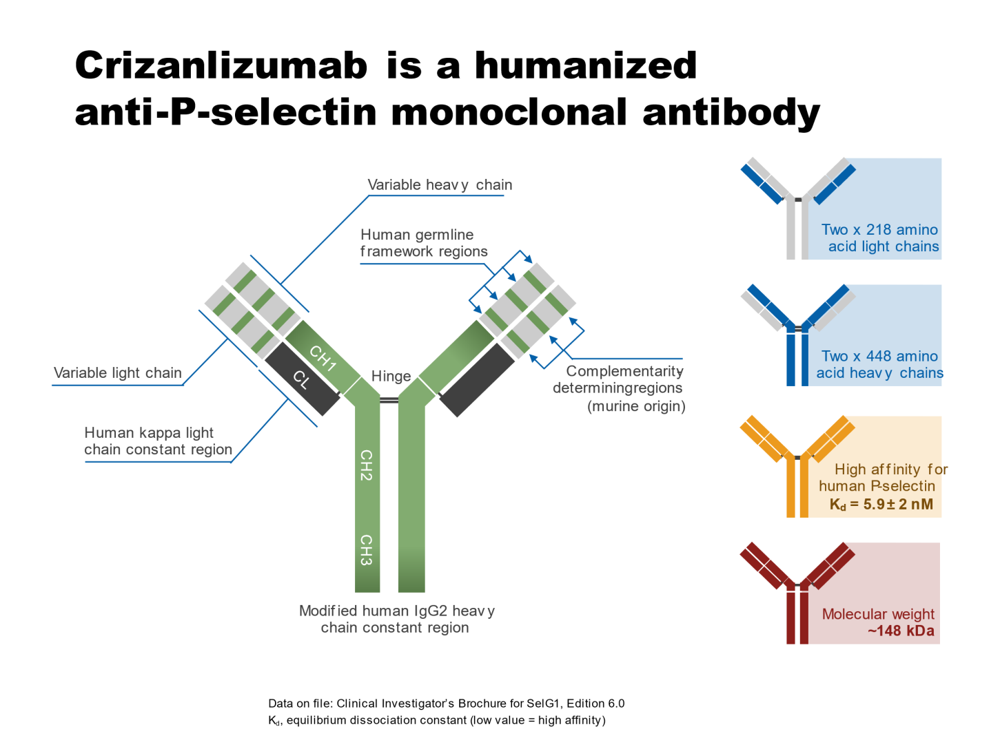 Crizanlizumab is a humanized
anti-P-selectin monoclonal antibody
Variable heavy chain
Human germline
framework regions
Variable light chain
Human kappa light
chain constant region
CH1
CL
Hinge
CH2
CH3
Complementarity-
determiningregions
(murine origin)
Modified human IgG2 heavy
chain constant region
Two x 218 amino
acid light chains
Two x 448 amino
acid heavy chains
High affinity for
human P-selectin
Kd = 5.9± 2 nM
Molecular weight
~148 kDa
Data on file: Clinical Investigator’s Brochure for SelG1, Edition 6.0
Kd, equilibrium dissociation constant (low value = high affinity)